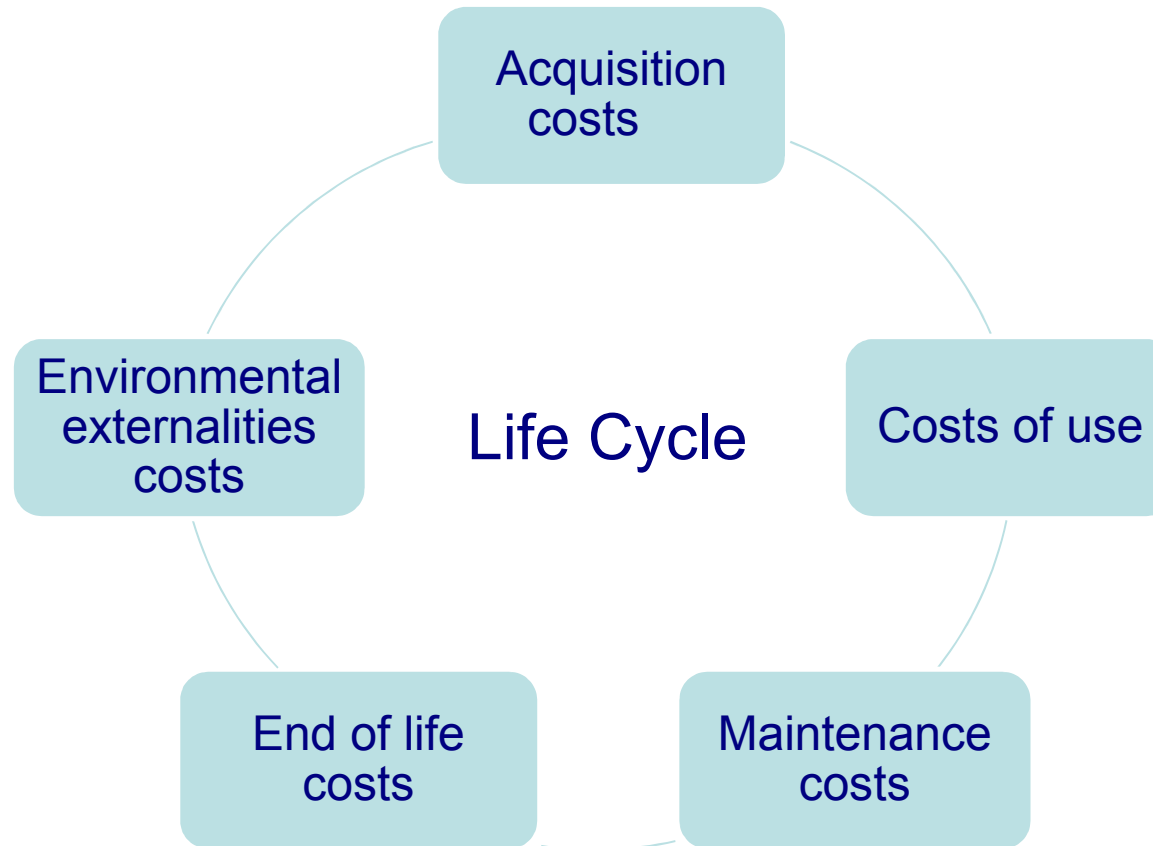 Acquisition
costs
Environmental
externalities
costs
Life Cycle
Costs of use
End of life
costs
Maintenance
costs